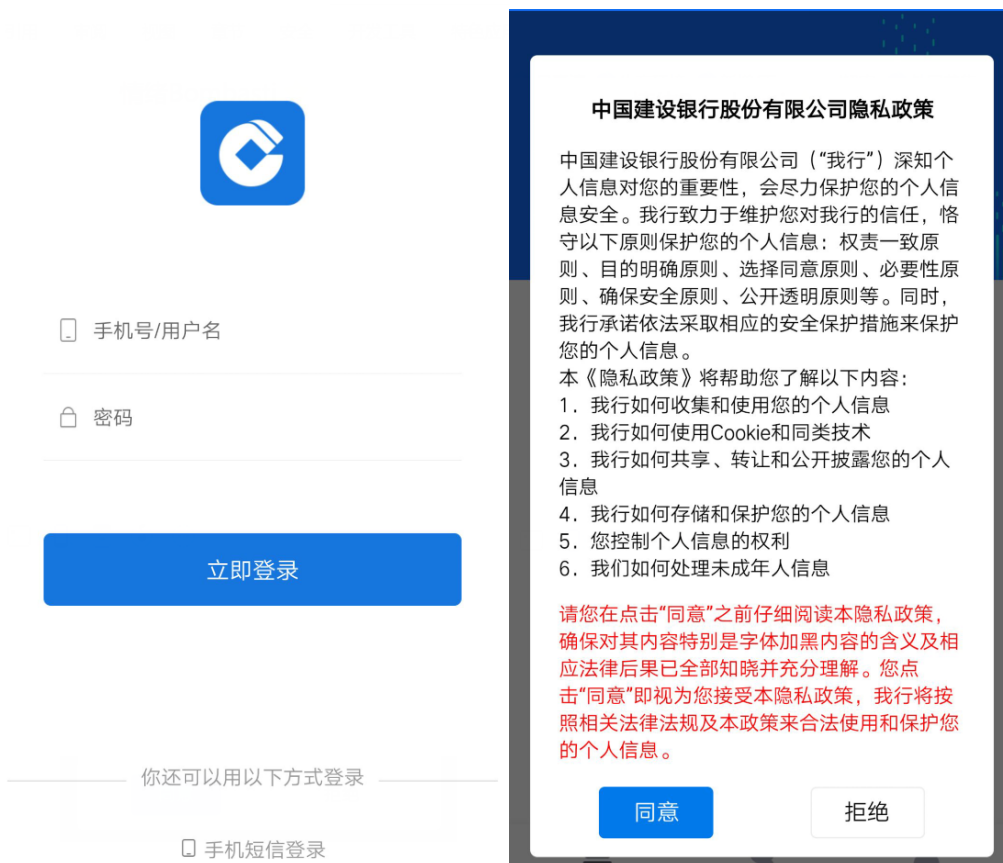 手机号/用户名
密码
立即登录
你还可以用以下方式登录
手机短信登录
中国建设银行股份有限公司隐私政策
中国建设银行股份有限公司（“我行”）深知个
人信息对您的重要性，会尽力保护您的个人信
息安全。我行致力于维护您对我行的信任，恪
守以下原则保护您的个人信息：权责一致原
则、目的明确原则、选择同意原则、必要性原
则、确保安全原则、公开透明原则等。同时，
我行承诺依法采取相应的安全保护措施来保护
您的个人信息。
本《隐私政策》将帮助您了解以下内容：
1．我行如何收集和使用您的个人信息
2．我行如何使用Cookie和同类技术
3．我行如何共享、转让和公开披露您的个人
信息
4．我行如何存储和保护您的个人信息
5．您控制个人信息的权利
6．我们如何处理未成年人信息
请您在点击“同意”之前仔细阅读本隐私政策，
确保对其内容特别是字体加黑内容的含义及相
应法律后果已全部知晓并充分理解。您点
击“同意”即视为您接受本隐私政策，我行将按
照相关法律法规及本政策来合法使用和保护您
的个人信息。
同意
拒绝